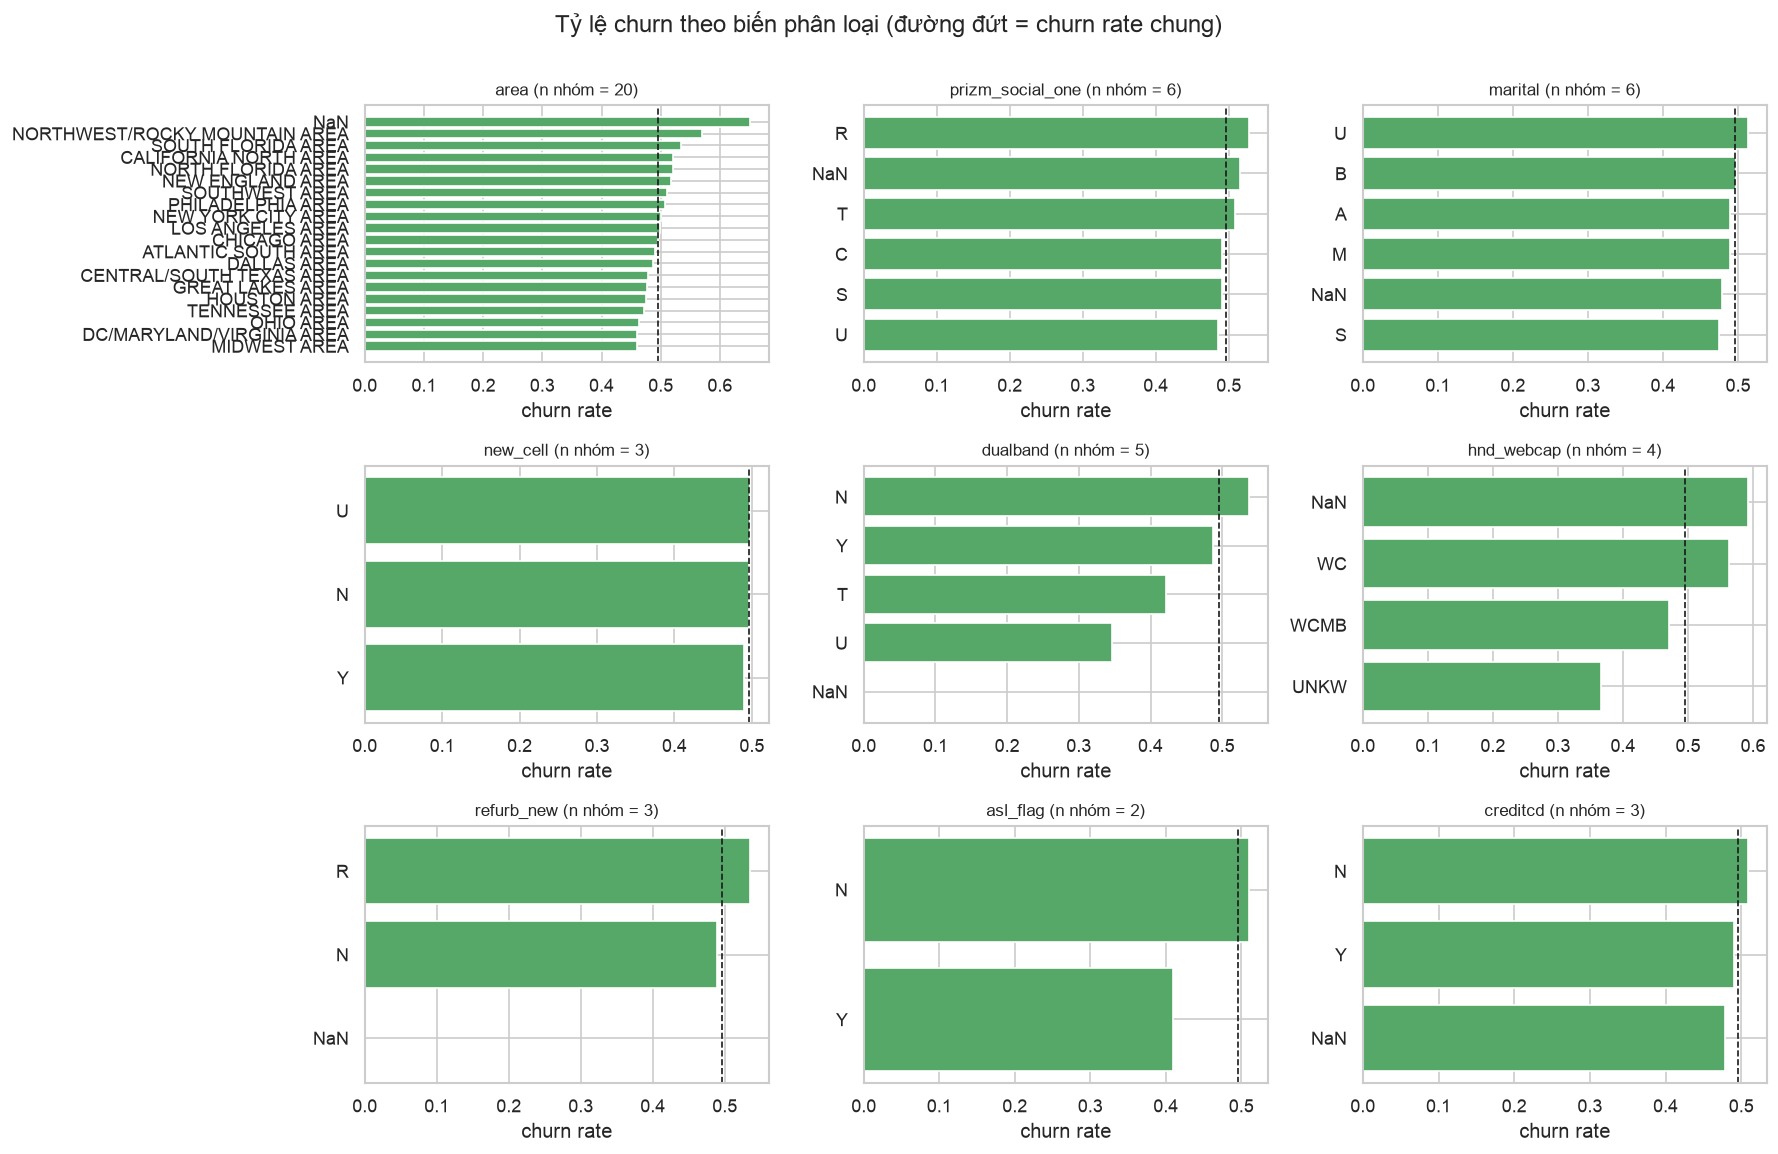 Tỷ lệ churn theo biến phân loại (đường đứt = churn rate chung)
area (n nhóm = 20)
NaN
NORTHWEST/ROCKY MOUNTAIN AREA
SOUTH FLORIDA AREA
CALIFORNIA NORTH AREA
NORTH FLORIDA AREA
NEW ENGLAND AREA
SOUTHWEST AREA
PHILADELPHIA AREA
NEW YORK CITY AREA
LOS ANGELES AREA
CHICAGO AREA
ATLANTIC SOUTH AREA
DALLAS AREA
CENTRAL/SOUTH TEXAS AREA
GREAT LAKES AREA
HOUSTON AREA
TENNESSEE AREA
OHIO AREA
DC/MARYLAND/VIRGINIA AREA
MIDWEST AREA
0.0 0.1 0.2 0.3 0.4 0.5 0.6
churn rate
prizm_social_one (n nhóm = 6)
R
NaN
T
C
S
U
0.0 0.1 0.2 0.3 0.4 0.5
churn rate
marital (n nhóm = 6)
U
B
A
M
NaN
S
0.0 0.1 0.2 0.3 0.4 0.5
churn rate
new_cell (n nhóm = 3)
U
N
Y
0.0 0.1 0.2 0.3 0.4 0.5
churn rate
dualband (n nhóm = 5)
N
Y
T
U
NaN
0.0 0.1 0.2 0.3 0.4 0.5
churn rate
hnd_webcap (n nhóm = 4)
NaN
WC
WCMB
UNKW
0.0 0.1 0.2 0.3 0.4 0.5 0.6
churn rate
refurb_new (n nhóm = 3)
R
N
NaN
0.0 0.1 0.2 0.3 0.4 0.5
churn rate
asl_flag (n nhóm = 2)
N
Y
0.0 0.1 0.2 0.3 0.4 0.5
churn rate
creditcd (n nhóm = 3)
N
Y
NaN
0.0 0.1 0.2 0.3 0.4 0.5
churn rate